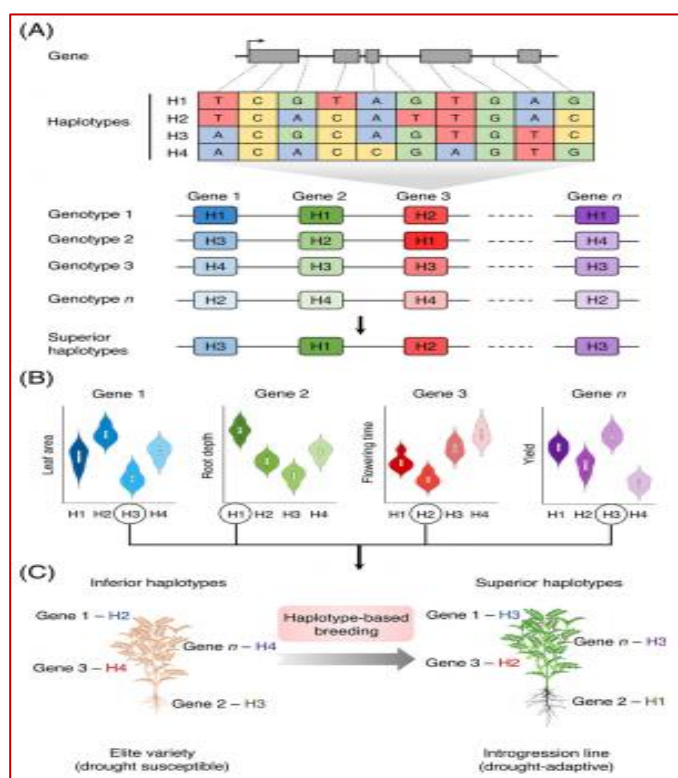 (A)
Gene
Haplotypes
H1 T C G T A G T G A G
H2 T C A C A T T G A C
H3 A C G C A G T G T C
H4 A C A C C G A G T G
Gene 1 Gene 2 Gene 3 Gene n
Genotype 1 H1 H1 H2 H1
Genotype 2 H3 H2 H1 H4
Genotype 3 H4 H3 H3 H3
Genotype n H2 H4 H4 H2
Superior
haplotypes H3 H1 H2 H3
(B)
Gene 1 Gene 2 Gene 3 Gene n
Leaf area
Root depth
Flowering time
Yield
H1 H2 H3 H4 H1 H2 H3 H4 H1 H2 H3 H4 H1 H2 H3 H4
(C)
Inferior haplotypes
Gene 1 – H2
Gene n – H4
Gene 3 – H4
Gene 2 – H3
Elite variety
(drought susceptible)
Haplotype-based
breeding
Superior haplotypes
Gene 1 – H3
Gene n – H3
Gene 3 – H2
Gene 2 – H1
Introgression line
(drought-adaptive)